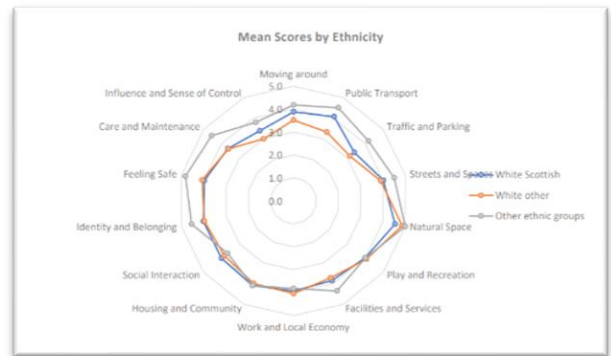 Mean Scores by Ethnicity
Moving around
Influence and Sense of Control
5.0
Public Transport
4.0
Care and Maintenance
3.0
Traffic and Parking
2.0
Feeling Safe
1.0
Streets and Spaces
White Scottish
0.0
White other
Other ethnic groups
Identity and Belonging
Natural Space
Social Interaction
Play and Recreation
Housing and Community
Facilities and Services
Work and Local Economy